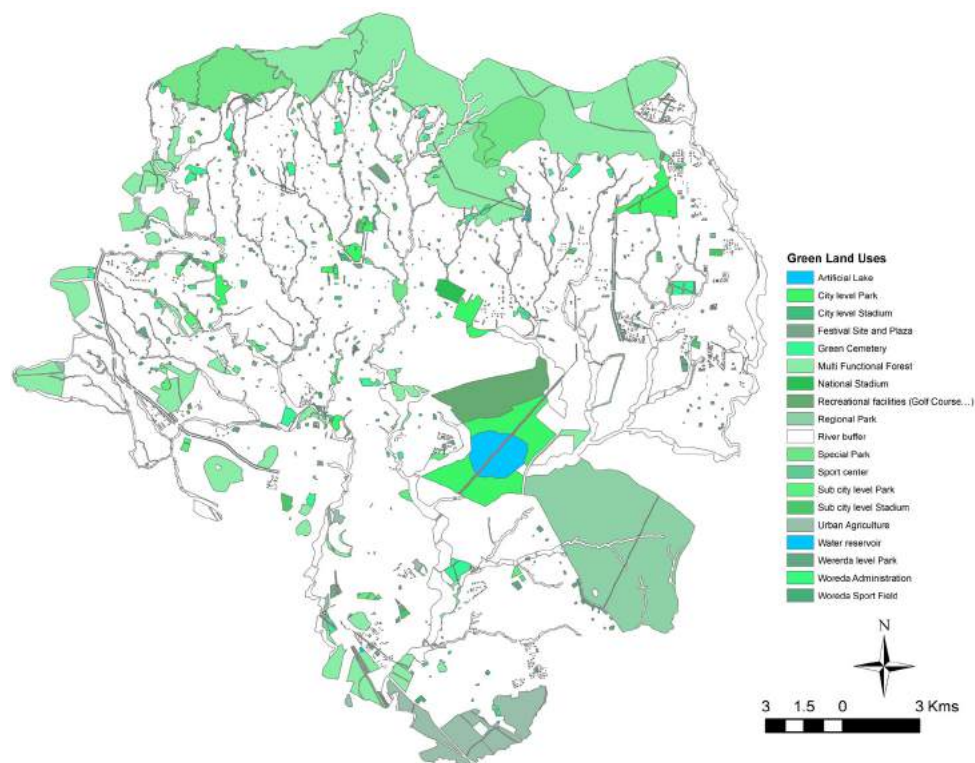 Green Land Uses
Artificial Lake
City level Park
City level Stadium
Festival Site and Plaza
Green Cemetery
Multi Functional Forest
National Stadium
Recreational facilities (Golf Course...)
Regional Park
River buffer
Special Park
Sport center
Sub city level Park
Sub city level Stadium
Urban Agriculture
Water reservoir
Wererda level Park
Woreda Administration
Woreda Sport Field
N
3 1.5 0 3 Kms